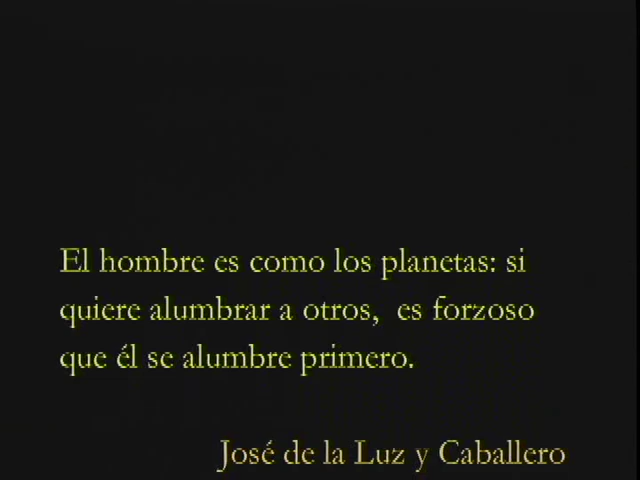 El hombre es como los planetas: si
quiere alumbrar a otros,  es forzoso
que él se alumbre primero.
José de la Luz y Caballero